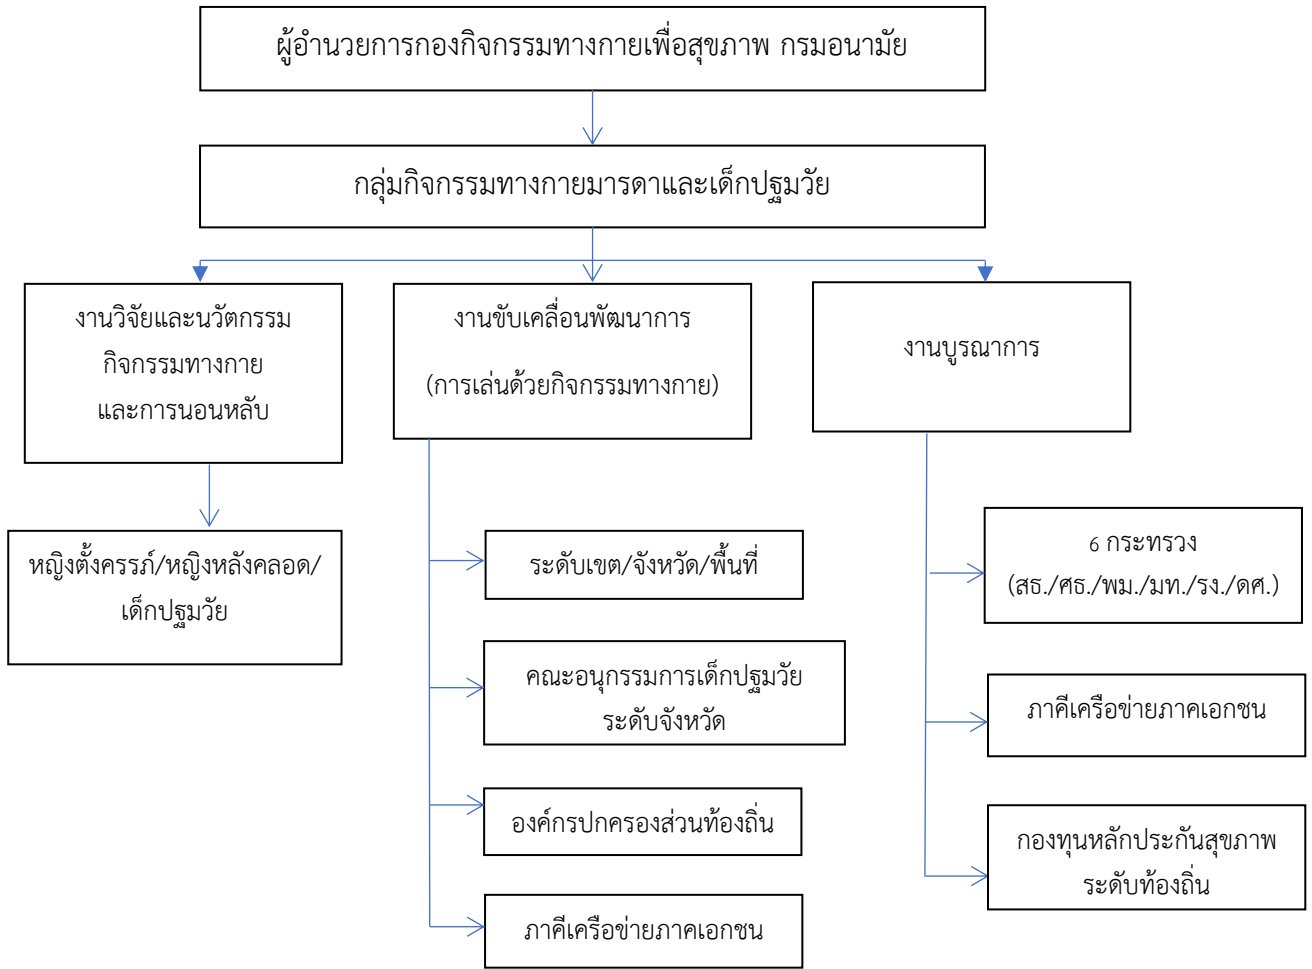 ผู้อำนวยการกองกิจกรรมทางกายเพื่อสุขภาพ กรมอนามัย
กลุ่มกิจกรรมทางกายมารดาและเด็กปฐมวัย
งานวิจัยและนวัตกรรม
กิจกรรมทางกาย
และการนอนหลับ
งานขับเคลื่อนพัฒนาการ
(การเล่นด้วยกิจกรรมทางกาย)
งานบูรณาการ
หญิงตั้งครรภ์/หญิงหลังคลอด/
เด็กปฐมวัย
ระดับเขต/จังหวัด/พื้นที่
คณะอนุกรรมการเด็กปฐมวัย
ระดับจังหวัด
องค์กรปกครองส่วนท้องถิ่น
ภาคีเครือข่ายภาคเอกชน
6 กระทรวง
(สธ./ศธ./พม./มท./รง./ดศ.)
ภาคีเครือข่ายภาคเอกชน
กองทุนหลักประกันสุขภาพ
ระดับท้องถิ่น